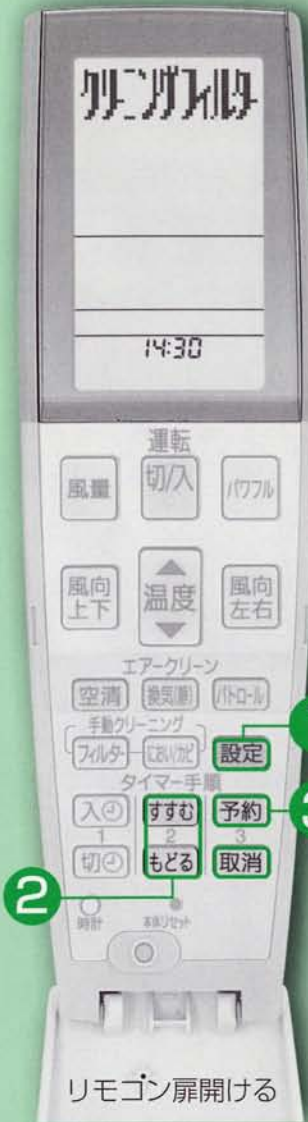 クリーニングフィルター
14:30
運転
風量 切/入 パワフル
風向上下 温度 風向左右
エアークリーン
空清 換気(順) パトロール
手動クリーニング
フィルター におい/カビ 設定
タイマー手順
入 すすむ 予約
1 2 3
切 もどる 取消
2
時計 本体リセット
リモコン扉開ける